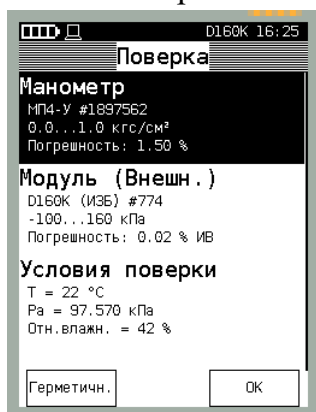 D160K 16:25
Поверка
Манометр
МП4-У #1897562
0.0...1.0 кгс/см²
Погрешность: 1.50 %
Модуль (Внешн.)
D160K (ИЗБ) #774
-100...160 кПа
Погрешность: 0.02 % ИВ
Условия поверки
T = 22 °C
Pа = 97.570 кПа
Отн.влажн. = 42 %
Герметичн.
ОК